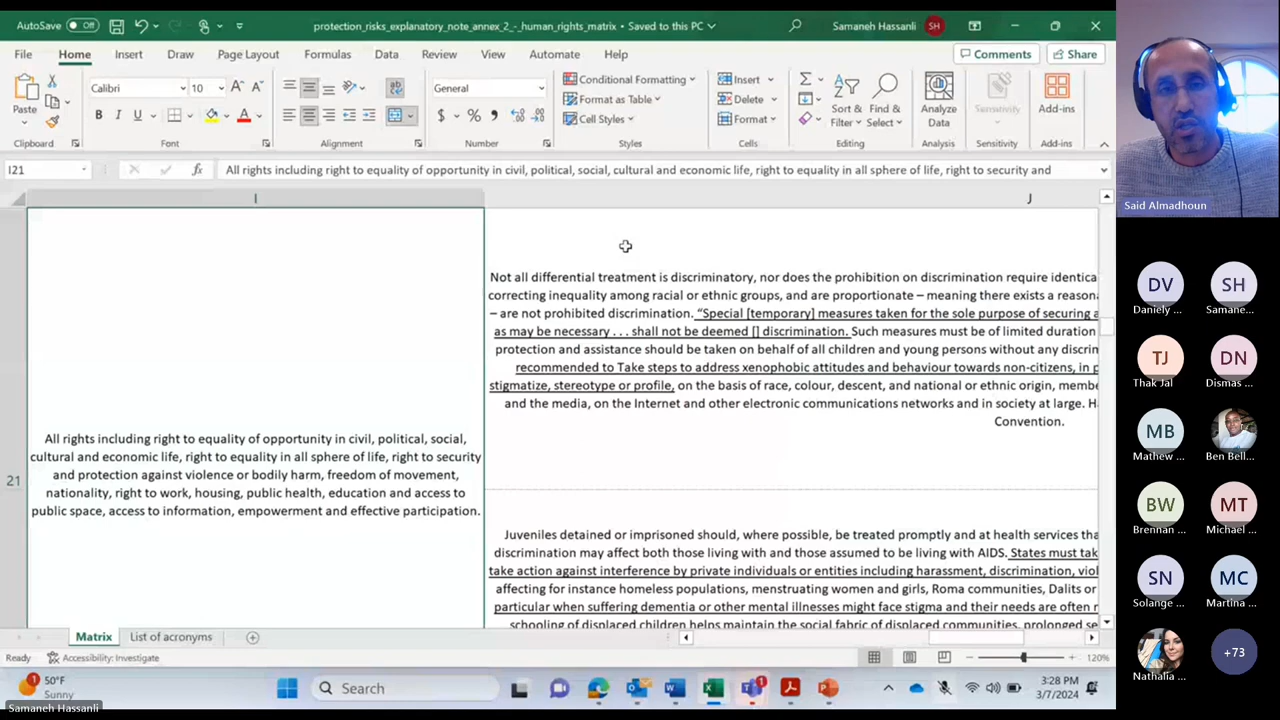 AutoSave Off
protection_risks_explanatory_note_annex_2_-_human_rights_matrix • Saved to this PC
Samaneh Hassanli SH
File Home Insert Draw Page Layout Formulas Data Review View Automate Help Comments Share
Paste
Calibri 10
B I U
General
$ %
Conditional Formatting
Format as Table
Cell Styles
Insert
Delete
Format
Sort & Filter
Find & Select
Analyze Data
Sensitivity
Add-ins
Clipboard Font Alignment Number Styles Cells Editing Analysis Sensitivity Add-ins
I21 fx All rights including right to equality of opportunity in civil, political, social, cultural and economic life, right to equality in all sphere of life, right to security and
I J
21
All rights including right to equality of opportunity in civil, political, social,
cultural and economic life, right to equality in all sphere of life, right to security
and protection against violence or bodily harm, freedom of movement,
nationality, right to work, housing, public health, education and access to
public space, access to information, empowerment and effective participation.
Not all differential treatment is discriminatory, nor does the prohibition on discrimination require identica
correcting inequality among racial or ethnic groups, and are proportionate – meaning there exists a reason
– are not prohibited discrimination. “Special [temporary] measures taken for the sole purpose of securing a
as may be necessary . . . shall not be deemed [] discrimination. Such measures must be of limited duration
protection and assistance should be taken on behalf of all children and young persons without any discrim
recommended to Take steps to address xenophobic attitudes and behaviour towards non-citizens, in p
stigmatize, stereotype or profile, on the basis of race, colour, descent, and national or ethnic origin, membe
and the media, on the Internet and other electronic communications networks and in society at large. H
Convention.
Juveniles detained or imprisoned should, where possible, be treated promptly and at health services tha
discrimination may affect both those living with and those assumed to be living with AIDS. States must tak
take action against interference by private individuals or entities including harassment, discrimination, viol
affecting for instance homeless populations, menstruating women and girls, Roma communities, Dalits or
particular when suffering dementia or other mental illnesses might face stigma and their needs are often
schooling of displaced children helps maintain the social fabric of displaced communities, prolonged se
Matrix List of acronyms
Ready Accessibility: Investigate 120%
1
50°F
Sunny
Search
1
3:28 PM
3/7/2024
Samaneh Hassanli
Said Almadhoun
DV
Daniely ...
SH
Samane...
TJ
Thak Jal
DN
Dismas ...
MB
Mathew ...
Ben Bell...
BW
Brennan ...
MT
Michael ...
SN
Solange ...
MC
Martina ...
Nathalia ...
+73